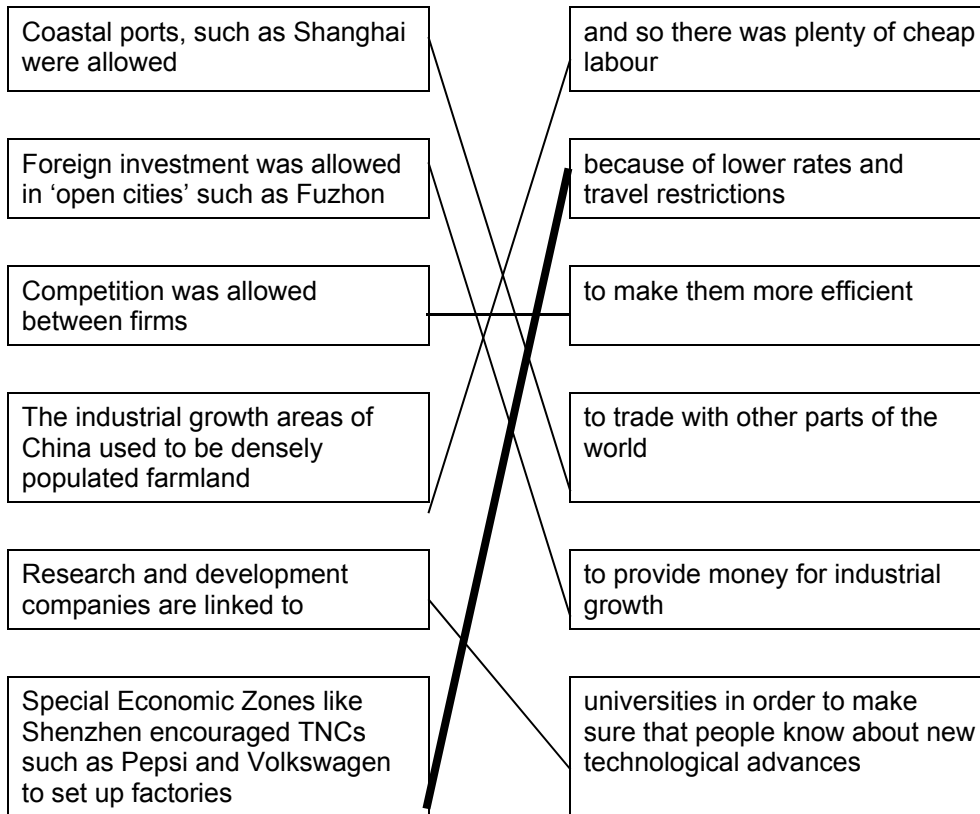 Coastal ports, such as Shanghai
were allowed
and so there was plenty of cheap
labour
Foreign investment was allowed
in ‘open cities’ such as Fuzhon
because of lower rates and
travel restrictions
Competition was allowed
between firms
to make them more efficient
The industrial growth areas of
China used to be densely
populated farmland
to trade with other parts of the
world
Research and development
companies are linked to
to provide money for industrial
growth
Special Economic Zones like
Shenzhen encouraged TNCs
such as Pepsi and Volkswagen
to set up factories
universities in order to make
sure that people know about new
technological advances